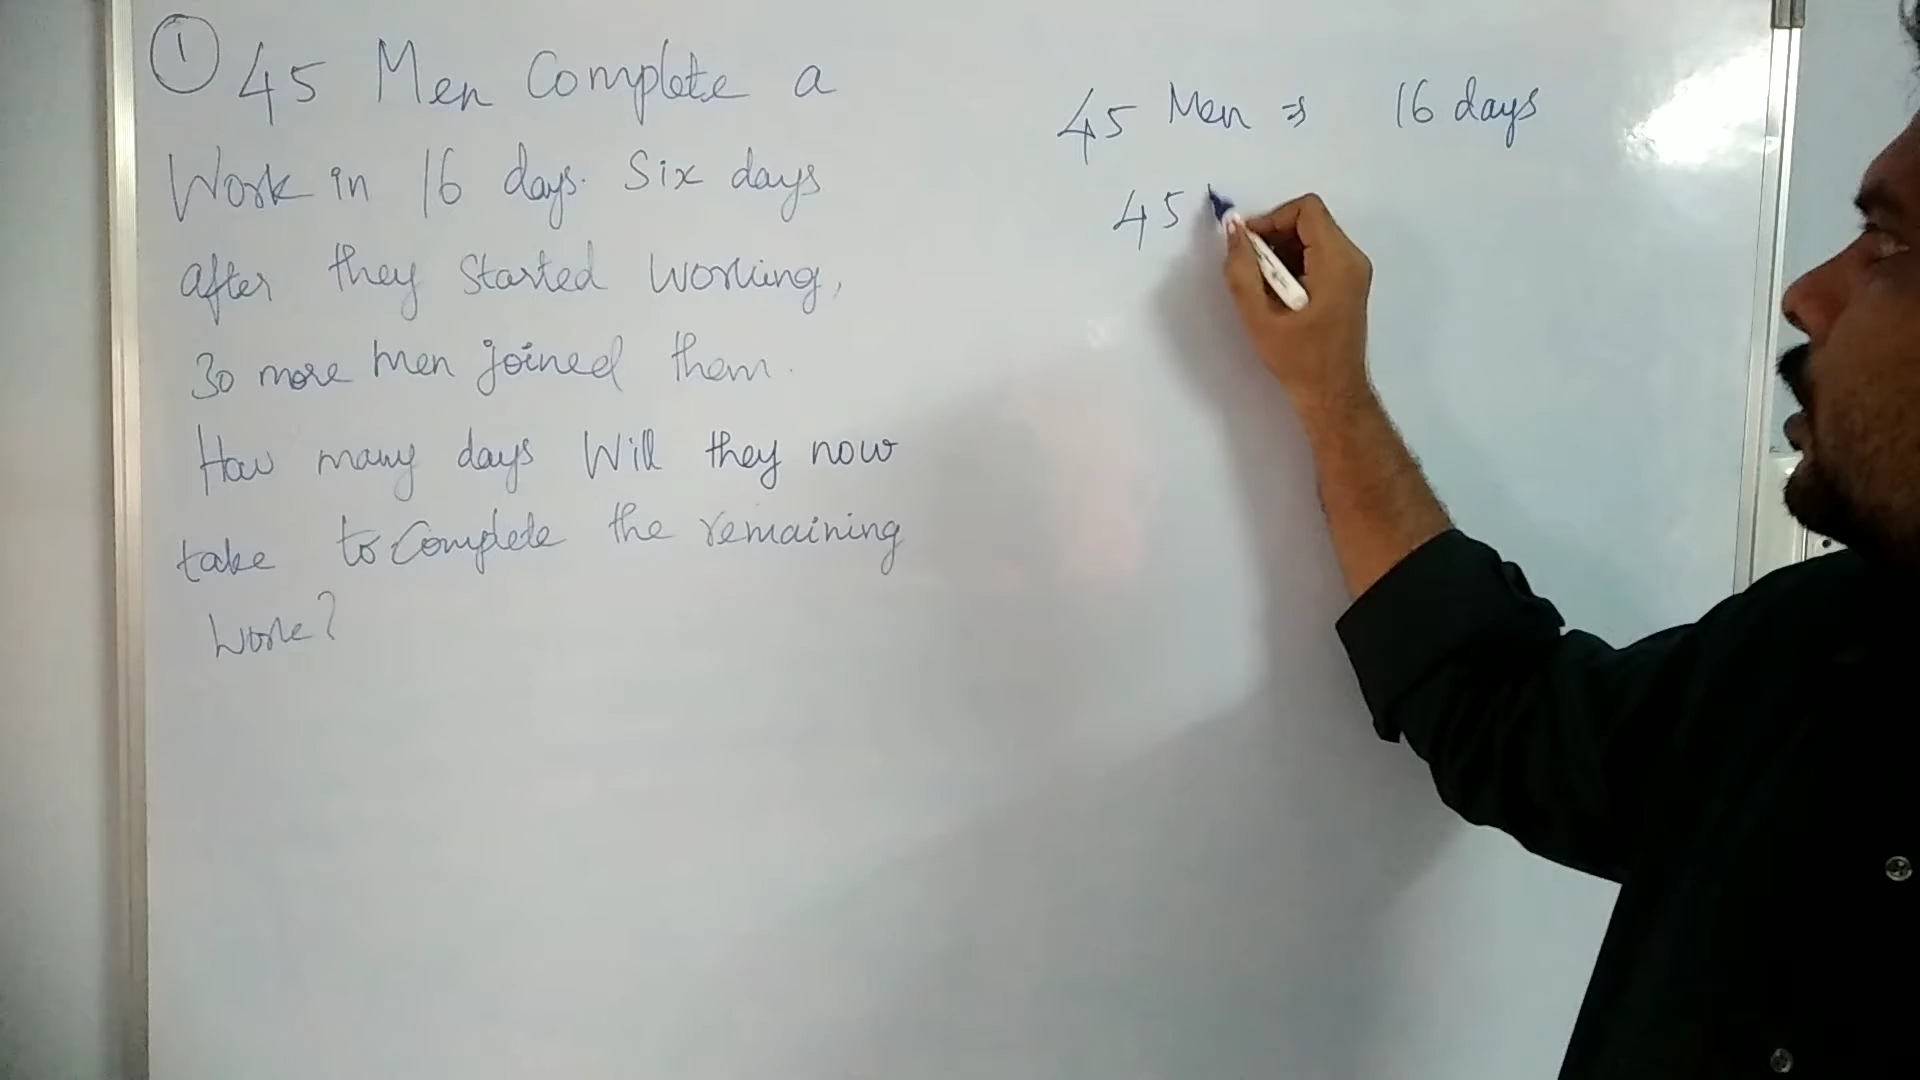 ① 45 Men Complete a
Work in 16 days. Six days
after they Started working,
30 more men joined them.
How many days Will they now
take to Complete the remaining
Work?
45 Men ⇒ 16 days
45